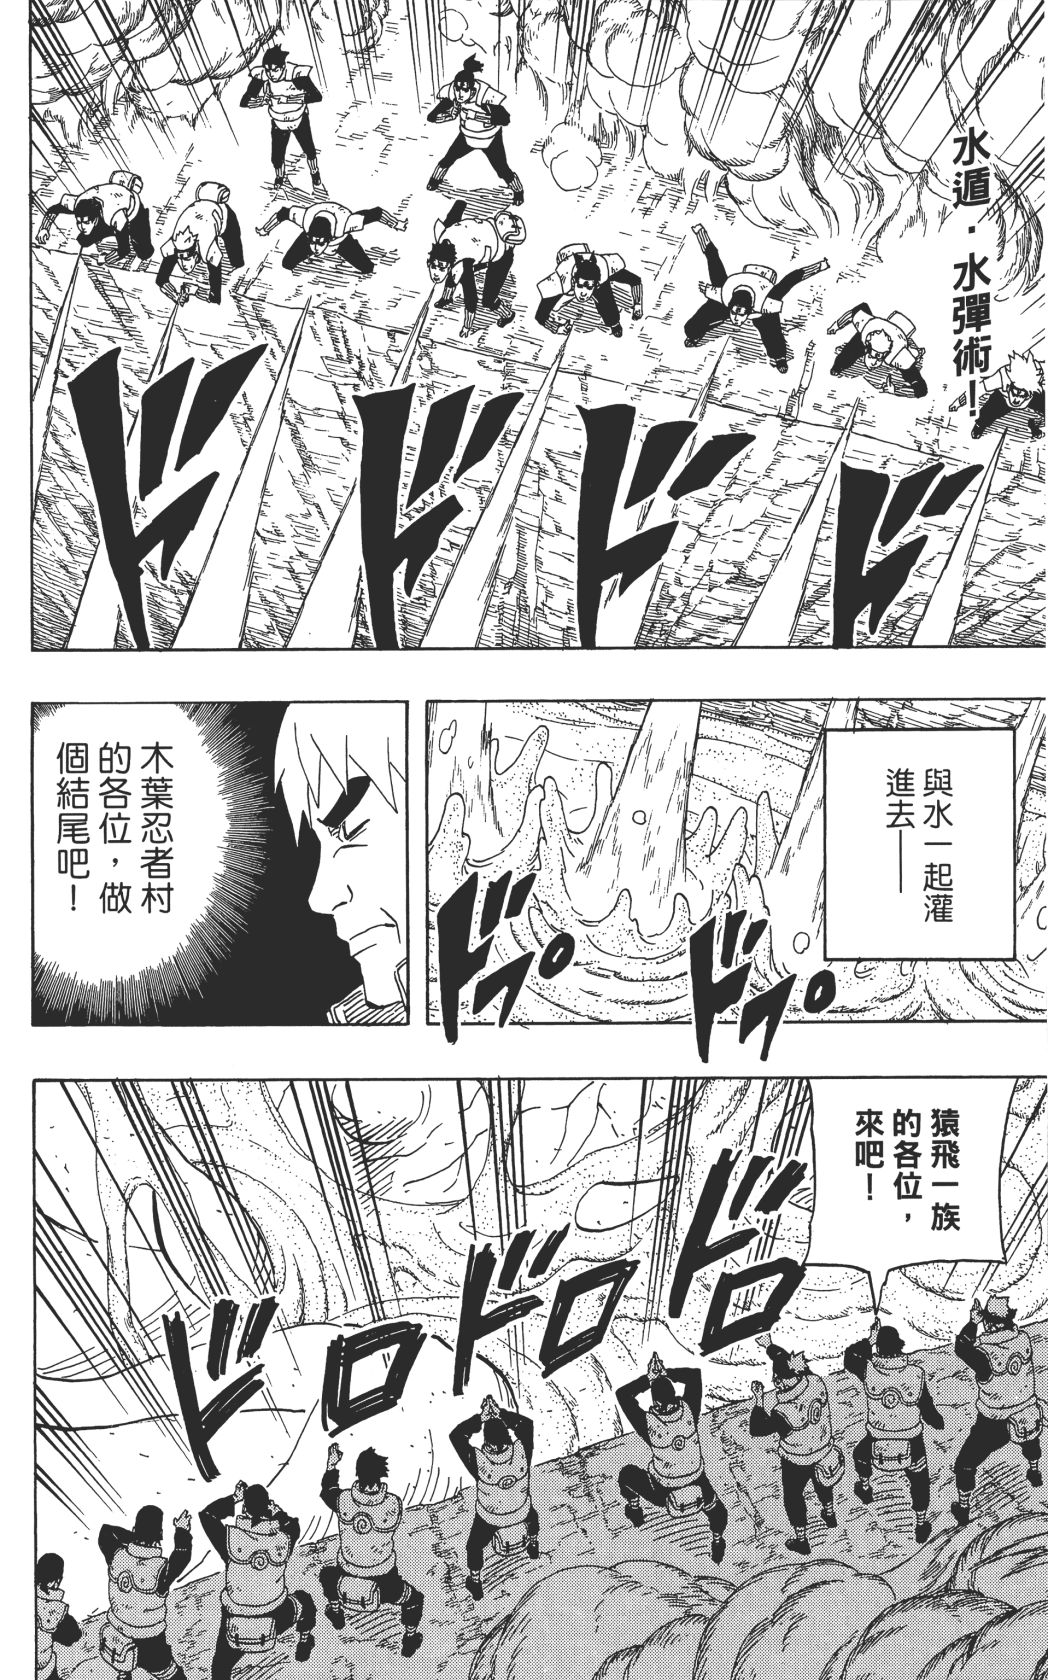 水遁．水彈術！
ドドドド
與水一起灌
進去──
ドプッ
ドプッ
木葉忍者村
的各位，做
個結尾吧！
猿飛一族
的各位，
來吧！
ドロドロドロド